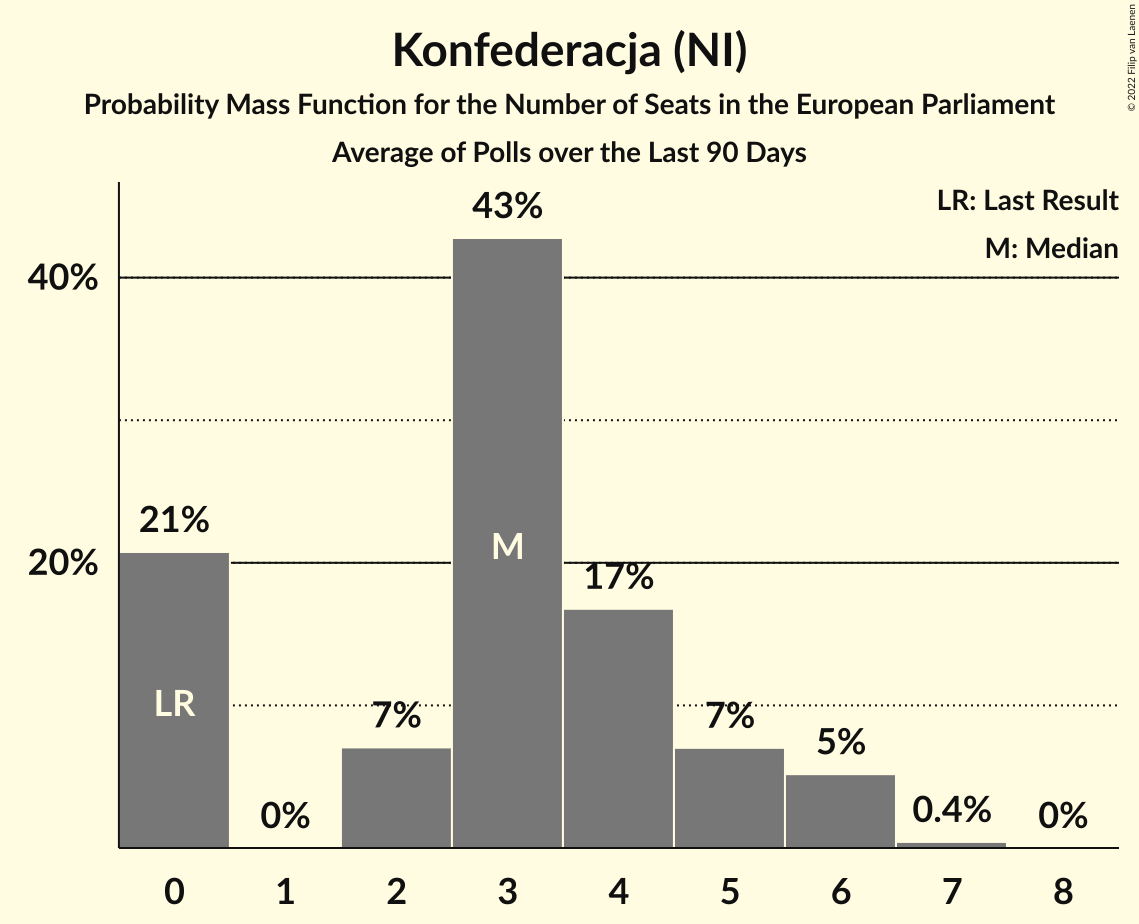 Konfederacja (NI)
Probability Mass Function for the Number of Seats in the European Parliament
Average of Polls over the Last 90 Days
© 2022 Filip van Laenen
LR: Last Result
M: Median
40%
20%
21%
0%
7%
43%
17%
7%
5%
0.4%
0%
LR
M
0 1 2 3 4 5 6 7 8